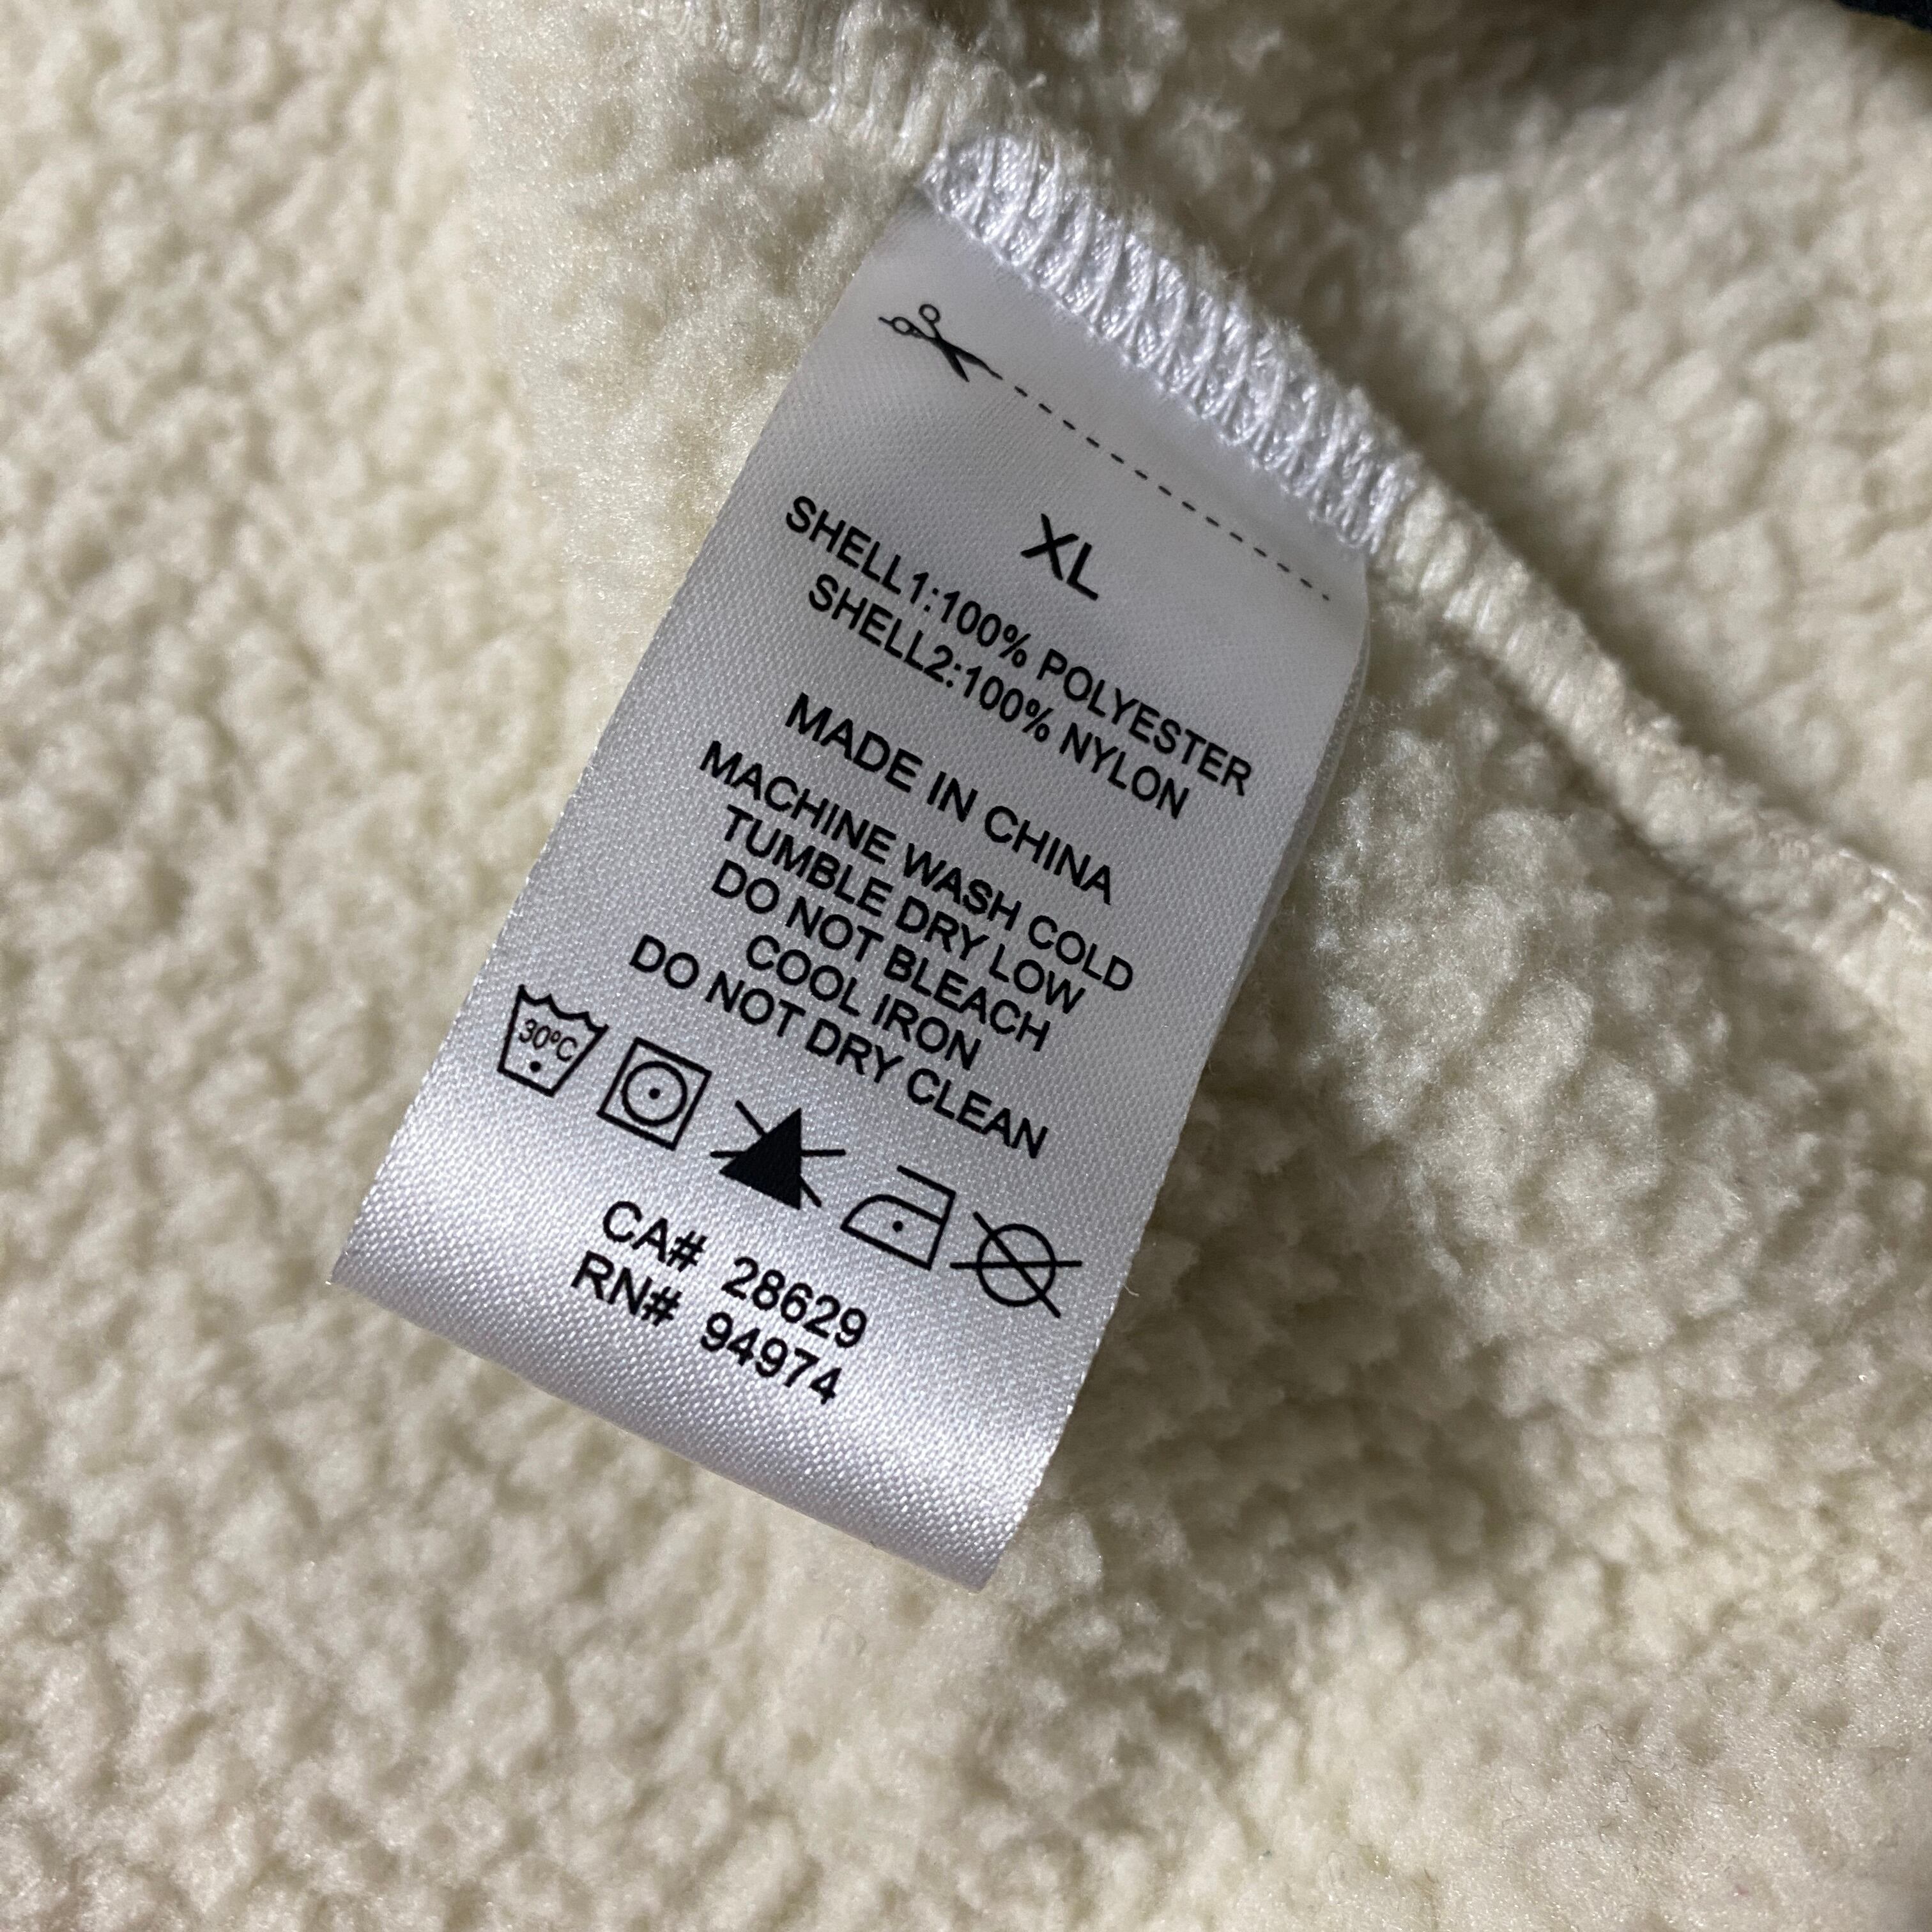 XL
SHELL1:100% POLYESTER
SHELL2:100% NYLON
MADE IN CHINA
MACHINE WASH COLD
TUMBLE DRY LOW
DO NOT BLEACH
COOL IRON
DO NOT DRY CLEAN
30ºC
CA# 28629
RN# 94974